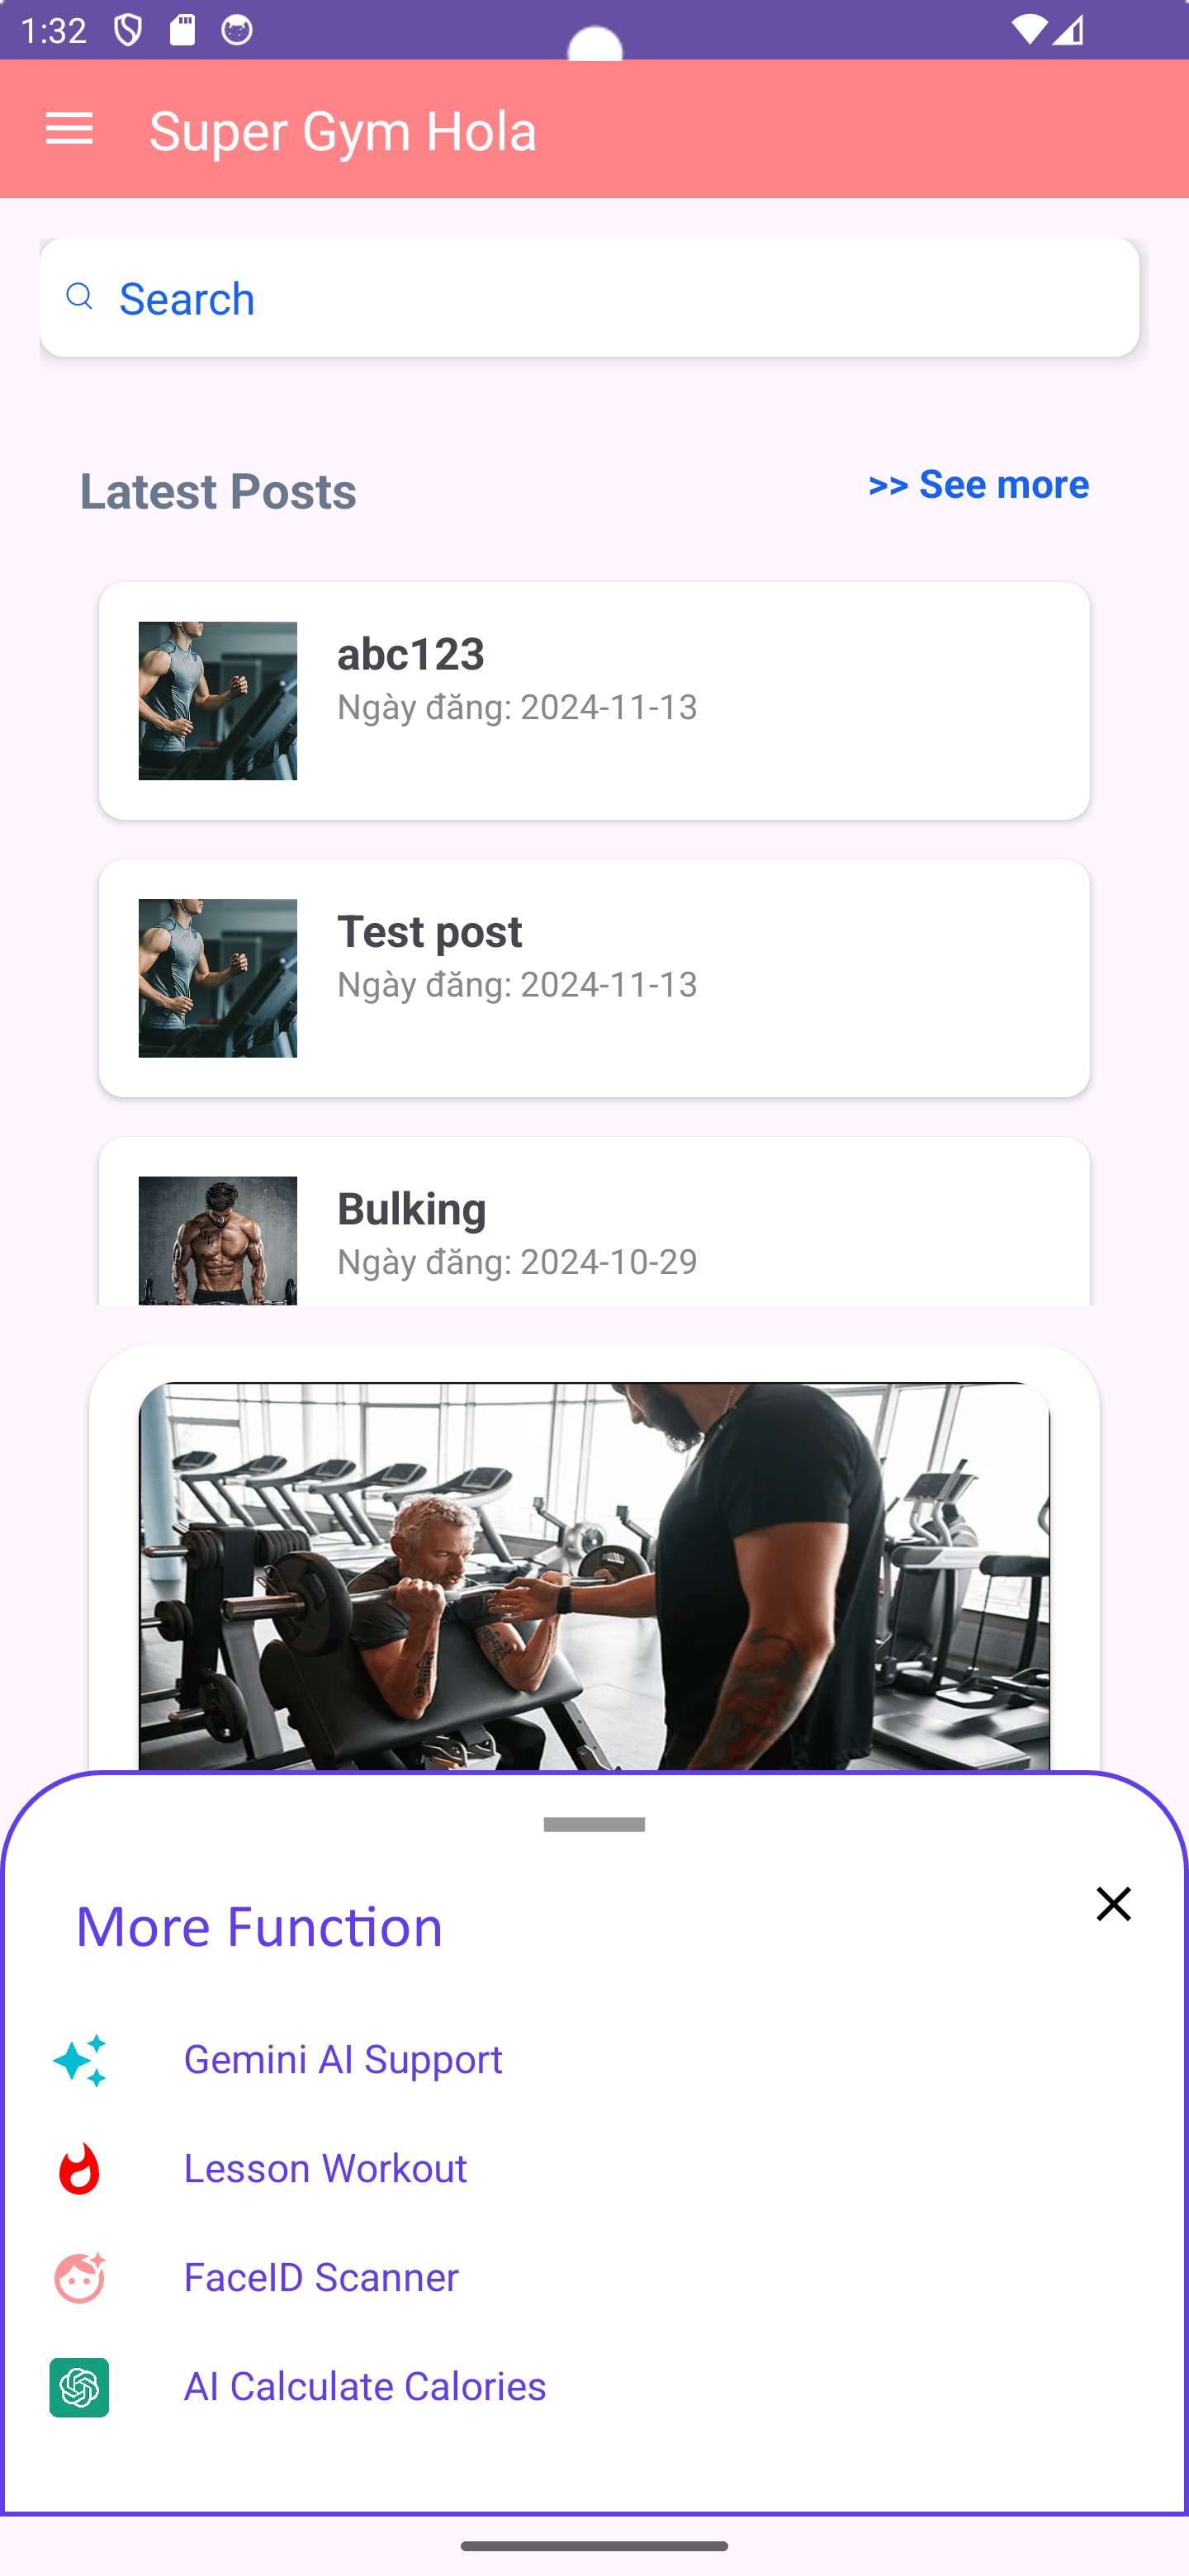 1:32
Super Gym Hola
Search
Latest Posts
>> See more
abc123
Ngày đăng: 2024-11-13
Test post
Ngày đăng: 2024-11-13
Bulking
Ngày đăng: 2024-10-29
More Function
Gemini AI Support
Lesson Workout
FaceID Scanner
AI Calculate Calories